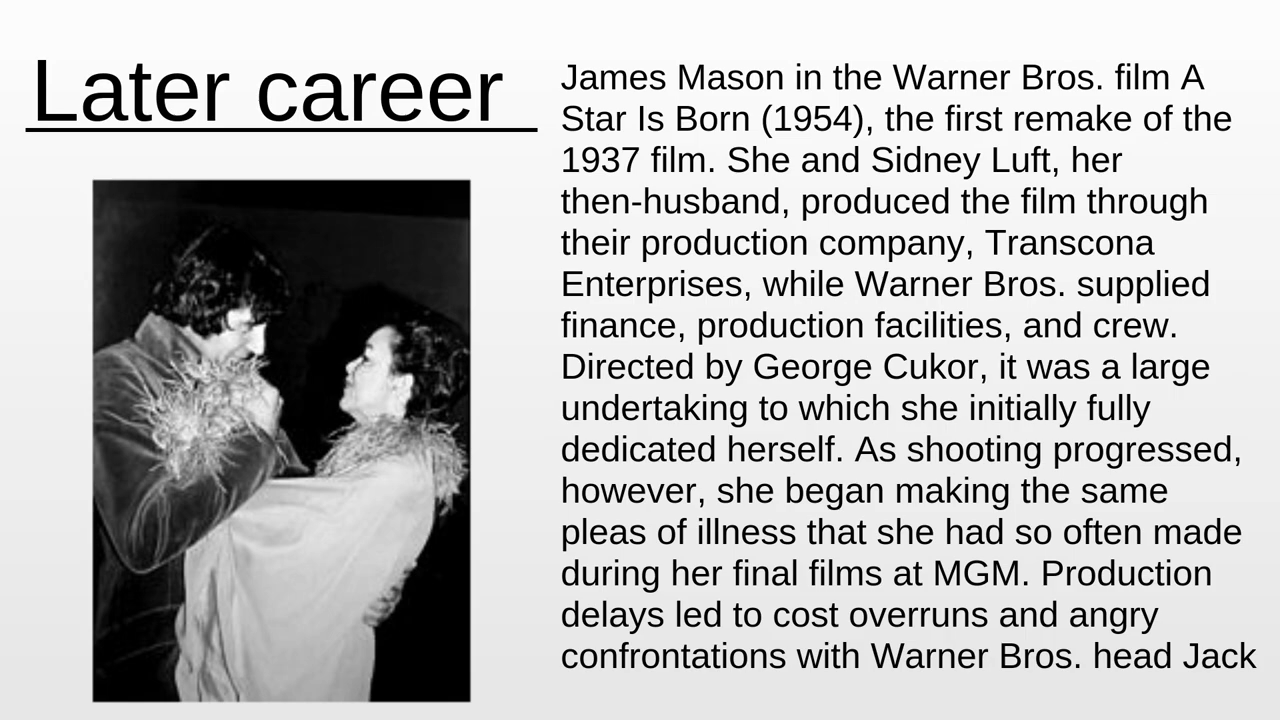 Later career
James Mason in the Warner Bros. film A
Star Is Born (1954), the first remake of the
1937 film. She and Sidney Luft, her
then-husband, produced the film through
their production company, Transcona
Enterprises, while Warner Bros. supplied
finance, production facilities, and crew.
Directed by George Cukor, it was a large
undertaking to which she initially fully
dedicated herself. As shooting progressed,
however, she began making the same
pleas of illness that she had so often made
during her final films at MGM. Production
delays led to cost overruns and angry
confrontations with Warner Bros. head Jack